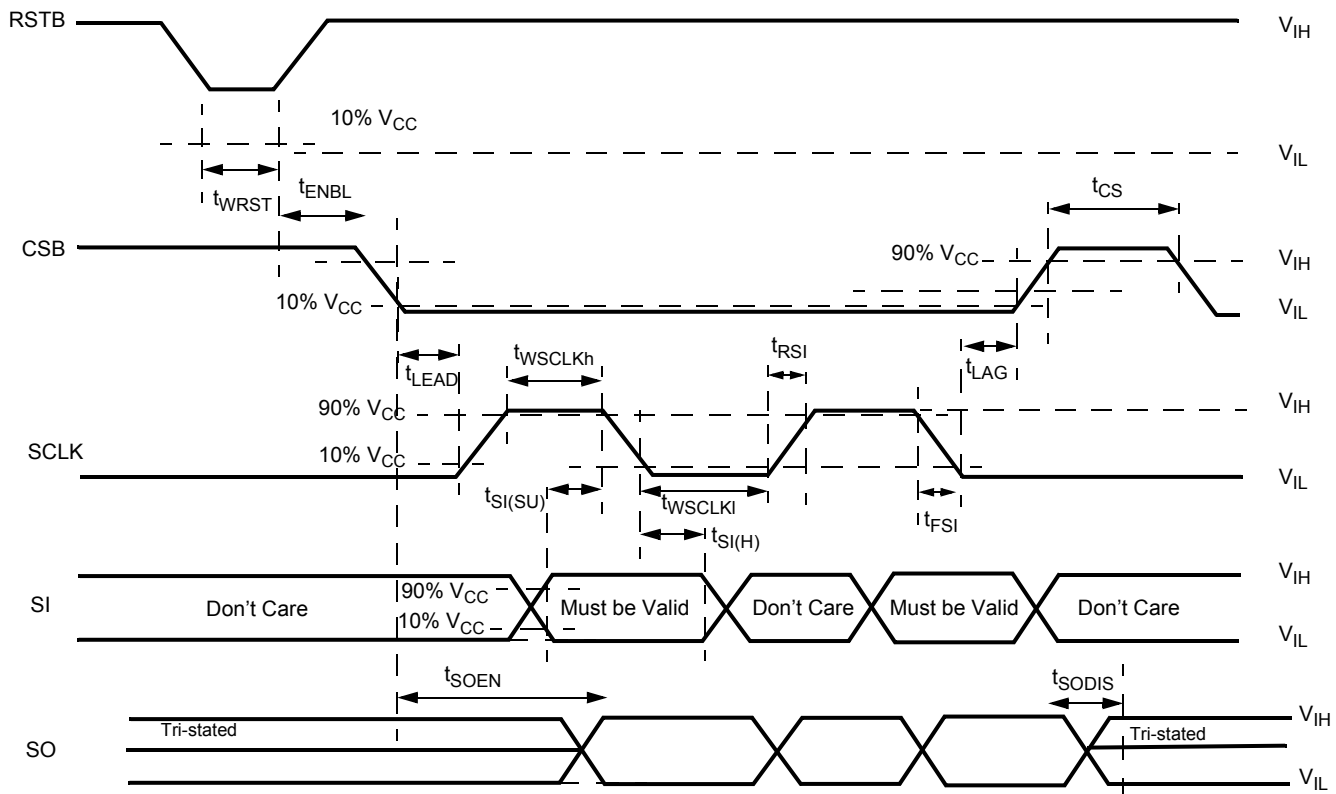 RSTB
V_IH
10% V_CC
V_IL
t_WRST
t_ENBL
t_CS
CSB
90% V_CC
V_IH
10% V_CC
V_IL
t_LEAD
t_WSCLKh
t_RSI
t_LAG
90% V_CC
V_IH
SCLK
10% V_CC
V_IL
t_SI(SU)
t_WSCLKl
t_FSI
t_SI(H)
SI
Don't Care
90% V_CC
10% V_CC
Must be Valid
Don't Care
Must be Valid
Don't Care
V_IH
V_IL
t_SOEN
t_SODIS
SO
Tri-stated
Tri-stated
V_IH
V_IL